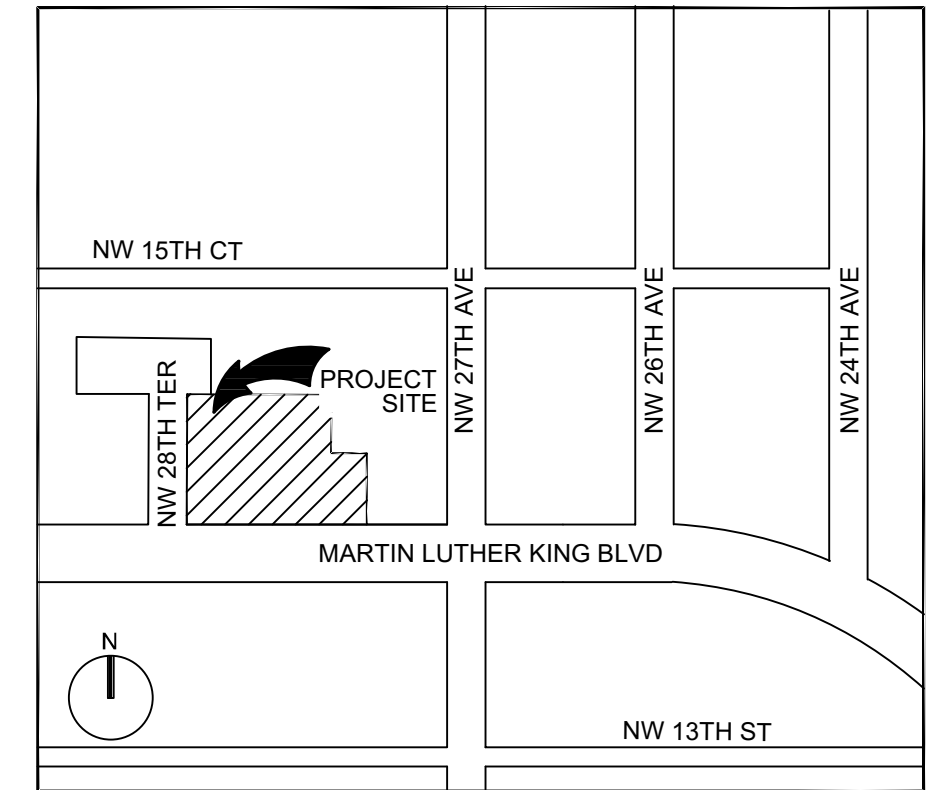 NW 15TH CT
NW 27TH AVE
NW 26TH AVE
NW 24TH AVE
NW 28TH TER
PROJECT
SITE
MARTIN LUTHER KING BLVD
N
NW 13TH ST